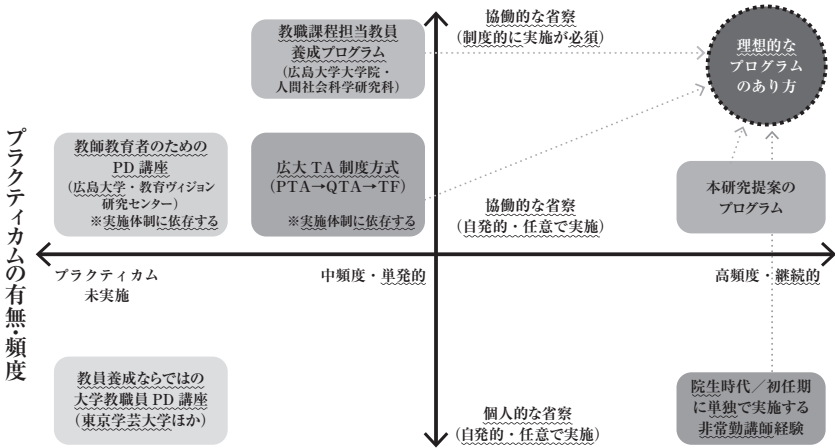 教職課程担当教員
養成プログラム
(広島大学大学院・
人間社会科学研究科)
協働的な省察
(制度的に実施が必須)
理想的な
プログラム
のあり方
プラクティカムの有無・頻度
教師教育者のための
PD 講座
(広島大学・教育ヴィジョン
研究センター)
※実施体制に依存する
広大 TA 制度方式
(PTA→QTA→TF)
※実施体制に依存する
協働的な省察
(自発的・任意で実施)
本研究提案の
プログラム
プラクティカム
未実施
中頻度・単発的
高頻度・継続的
教員養成ならではの
大学教職員 PD 講座
(東京学芸大学ほか)
個人的な省察
(自発的・任意で実施)
院生時代／初任期
に単独で実施する
非常勤講師経験